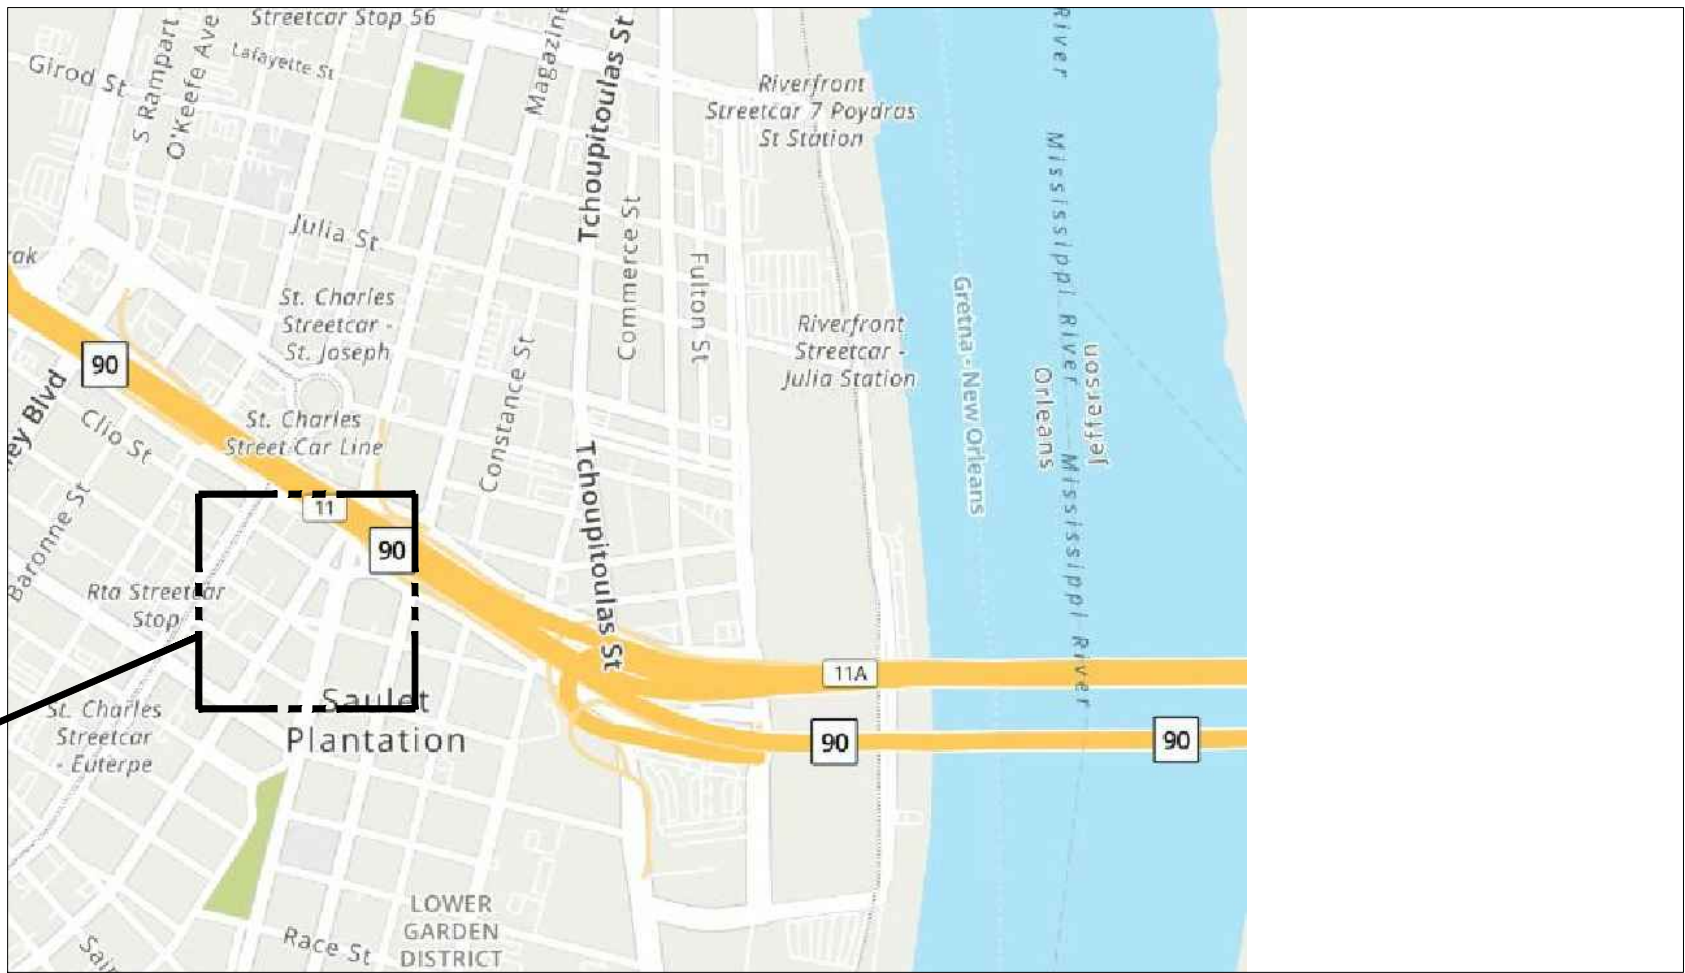 Streetcar Stop 56
Lafayette St
Girod St
S Rampart
O'Keefe Ave
Magazine
Tchoupitoulas St
Riverfront
Streetcar 7 Poydras
St Station
River
Mississippi River
Julia St
Commerce St
Fulton St
St. Charles
Streetcar -
St. Joseph
Riverfront
Streetcar -
Julia Station
Gretna - New Orleans
Orleans
Jefferson
90
ey Blvd
Clio St
St. Charles
Street Car Line
Constance St
Tchoupitoulas St
Mississippi River
11
90
Baronne St
Rta Streetcar
Stop
Saulet
Plantation
St. Charles
Streetcar
- Euterpe
11A
90
90
LOWER
GARDEN
DISTRICT
Race St